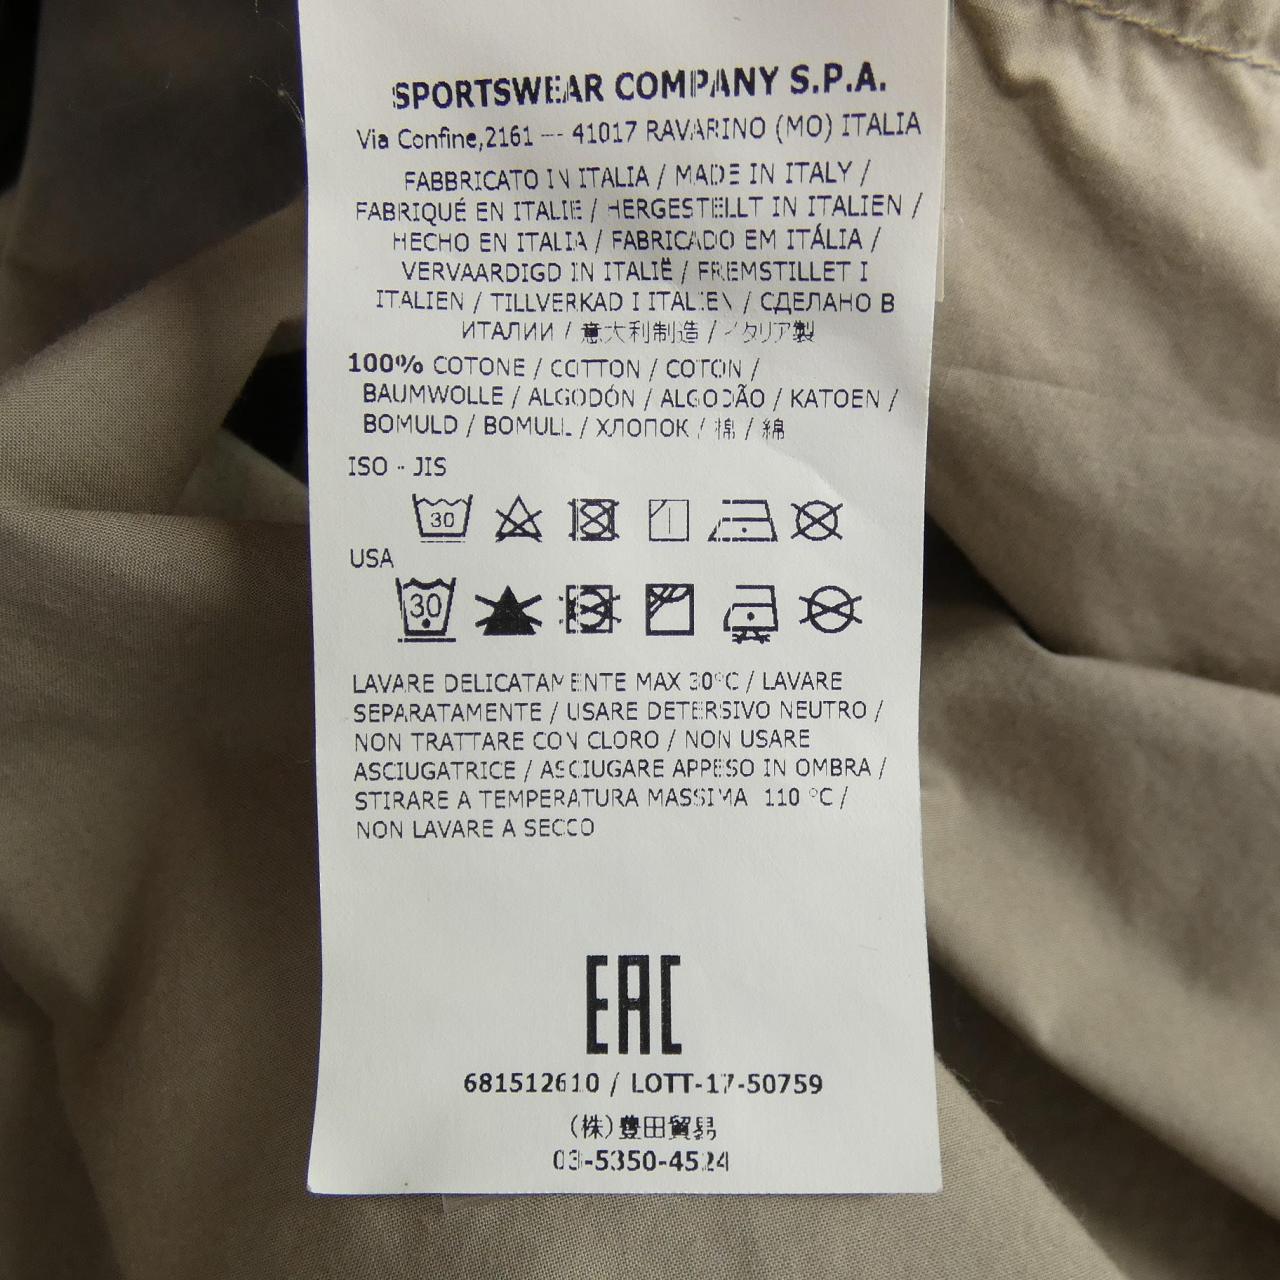 SPORTSWEAR COMPANY S.P.A.
Via Confine,2161 --- 41017 RAVARINO (MO) ITALIA
FABBRICATO IN ITALIA / MADE IN ITALY /
FABRIQUÉ EN ITALIE / HERGESTELLT IN ITALIEN /
HECHO EN ITALIA / FABRICADO EM ITÁLIA /
VERVAARDIGD IN ITALIË / FREMSTILLET I
ITALIEN / TILLVERKAD I ITALIEN / СДЕЛАНО В
ИТАЛИИ / 意大利制造 / イタリア製
100% COTONE / COTTON / COTON /
BAUMWOLLE / ALGODÓN / ALGODÃO / KATOEN /
BOMULD / BOMULL / ХЛОПОК / 棉 / 綿
ISO - JIS
30
USA
30
LAVARE DELICATAMENTE MAX 30°C / LAVARE
SEPARATAMENTE / USARE DETERSIVO NEUTRO /
NON TRATTARE CON CLORO / NON USARE
ASCIUGATRICE / ASCIUGARE APPESO IN OMBRA /
STIRARE A TEMPERATURA MASSIMA 110 °C /
NON LAVARE A SECCO
EAC
681512610 / LOTT-17-50759
(株)豊田貿易
03-5350-4524